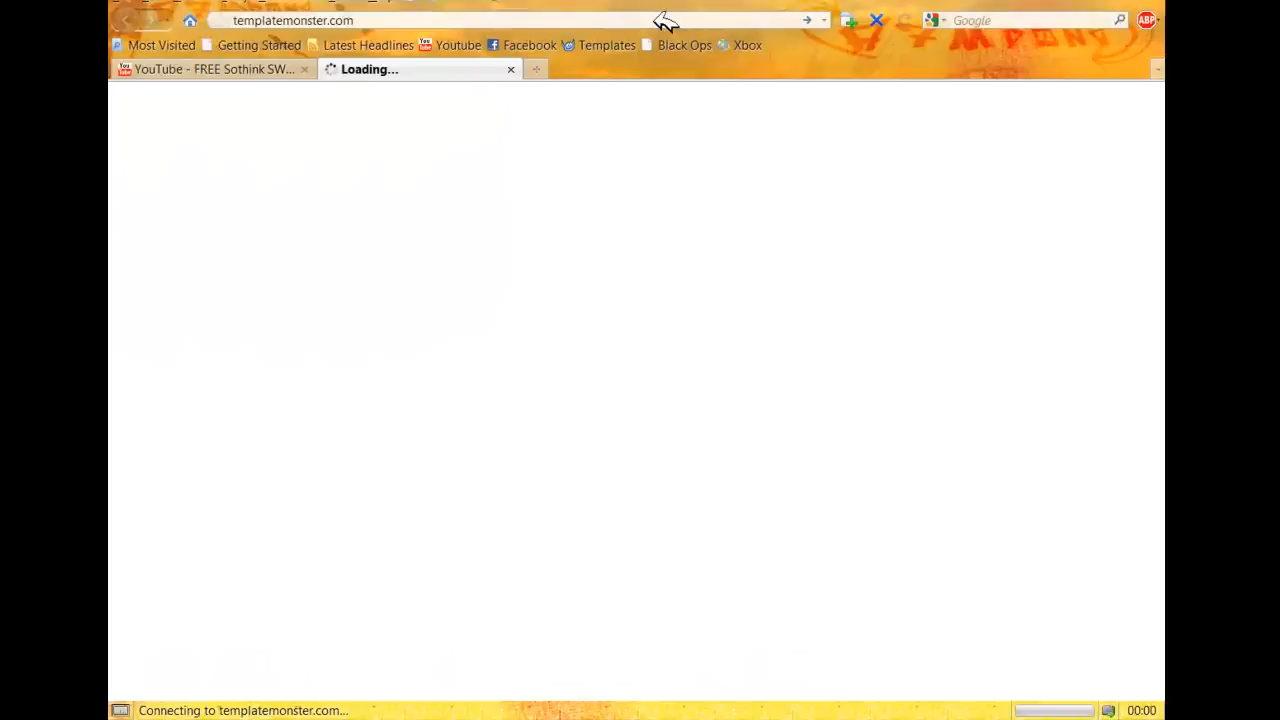 templatemonster.com
Google
ABP
Most Visited Getting Started Latest Headlines Youtube Facebook Templates Black Ops Xbox
YouTube - FREE Sothink SW... Loading...
Connecting to templatemonster.com... 00:00